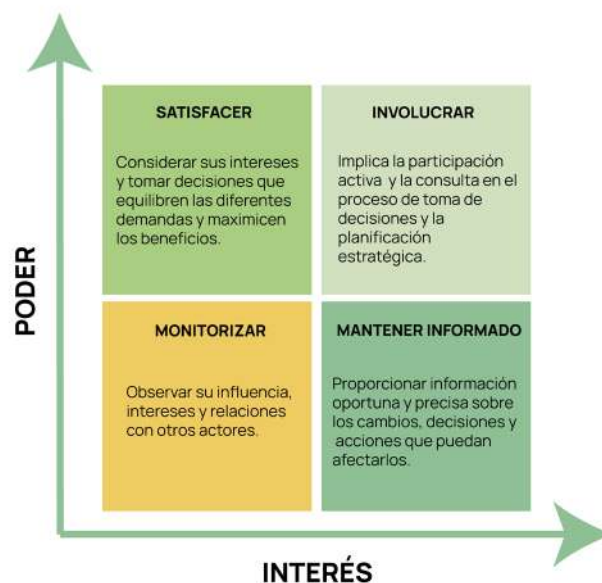 SATISFACER
Considerar sus intereses
y tomar decisiones que
equilibren las diferentes
demandas y maximicen
los beneficios.
INVOLUCRAR
Implica la participación
activa y la consulta en el
proceso de toma de
decisiones y la
planificación
estratégica.
PODER
MONITORIZAR
Observar su influencia,
intereses y relaciones
con otros actores.
MANTENER INFORMADO
Proporcionar información
oportuna y precisa sobre
los cambios, decisiones y
acciones que puedan
afectarlos.
INTERÉS